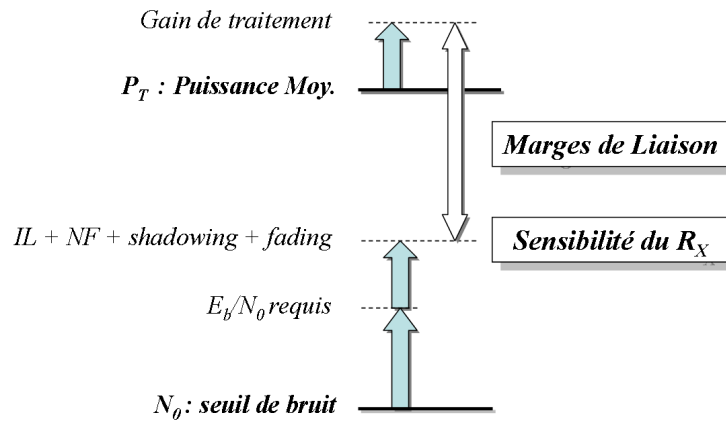 Gain de traitement
P_T : Puissance Moy.
Marges de Liaison
IL + NF + shadowing + fading
Sensibilité du R_X
E_b/N_0 requis
N_0 : seuil de bruit